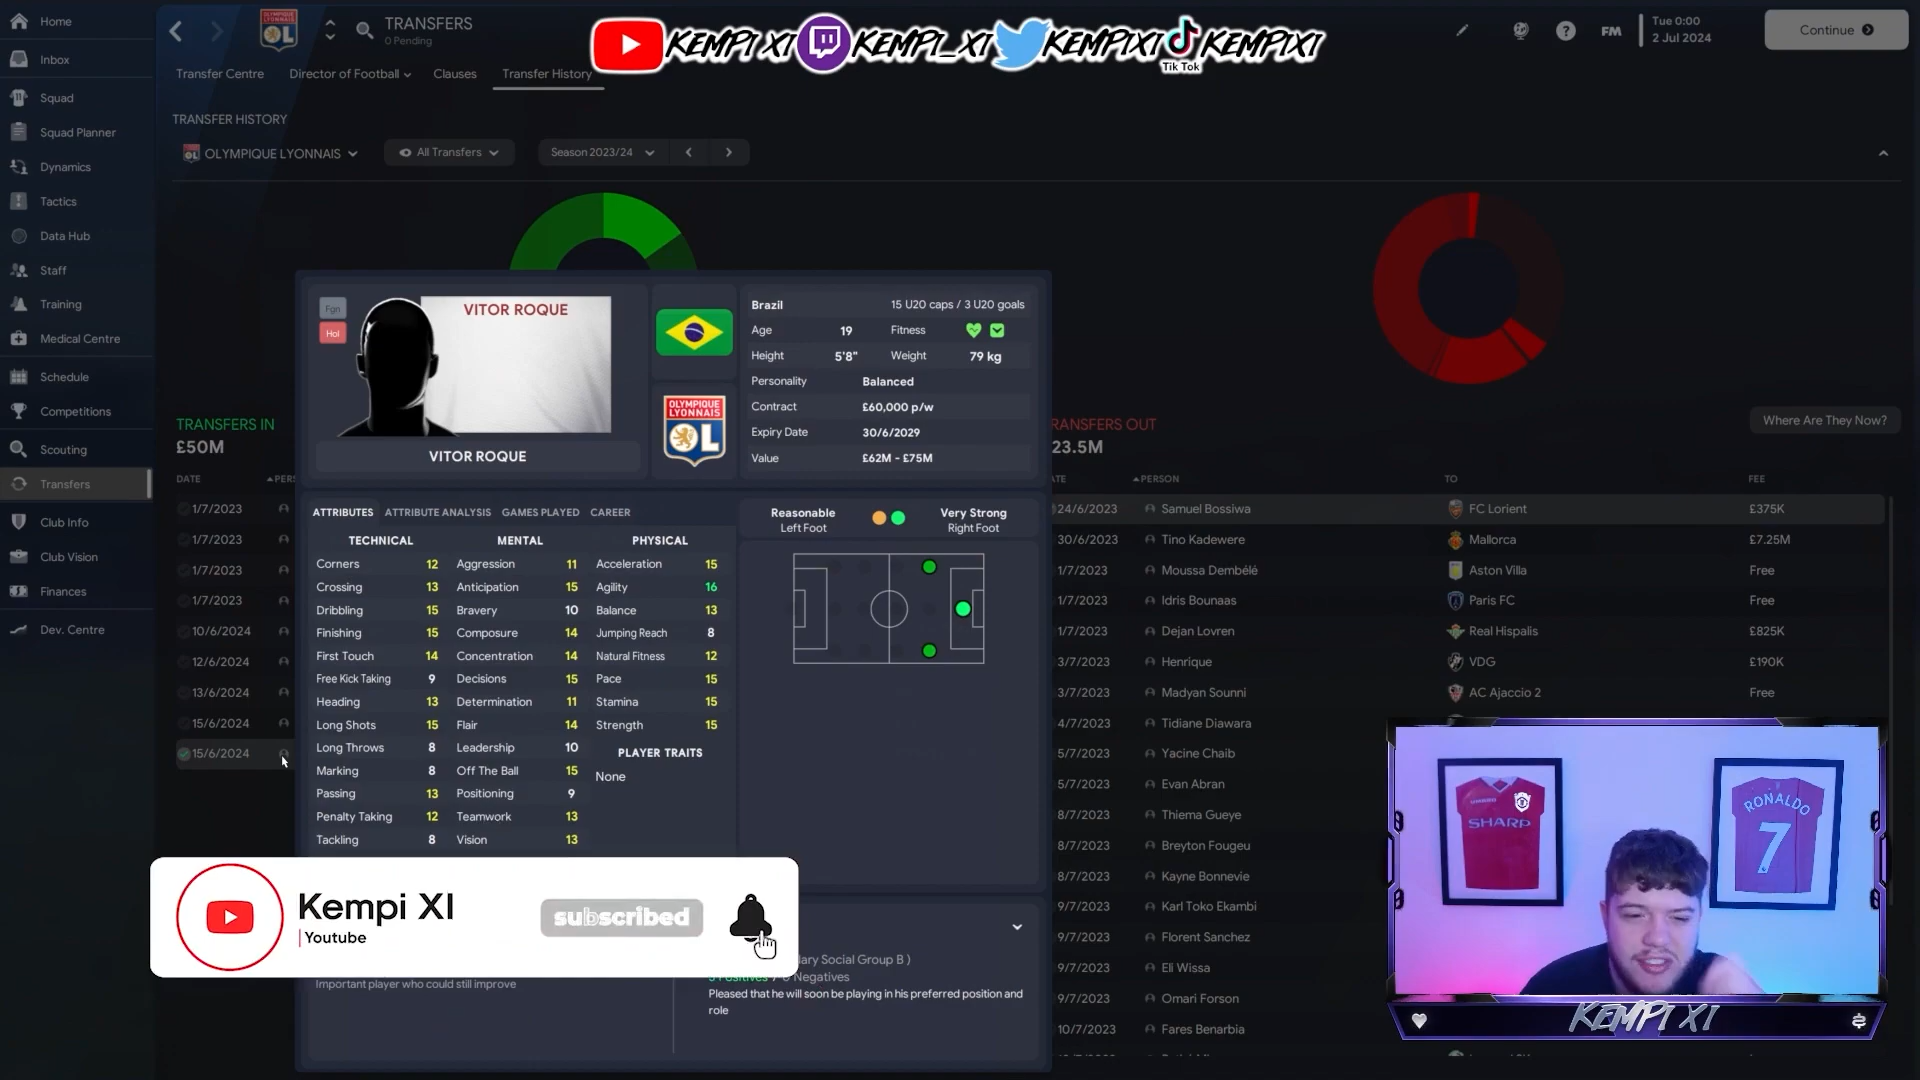 Home
Inbox
Squad
Squad Planner
Dynamics
Tactics
Data Hub
Staff
Training
Medical Centre
Schedule
Competitions
Scouting
Transfers
Club Info
Club Vision
Finances
Dev. Centre
OLYMPIQUE LYONNAIS
OL
TRANSFERS
0 Pending
KEMPI XI KEMPI_XI KEMPIXI KEMPIXI
Tik Tok
FM
Tue 0:00
2 Jul 2024
Continue
Transfer Centre Director of Football Clauses Transfer History
TRANSFER HISTORY
OLYMPIQUE LYONNAIS All Transfers Season 2023/24
TRANSFERS IN
£50M
DATE PERS
1/7/2023
1/7/2023
1/7/2023
1/7/2023
10/6/2024
12/6/2024
13/6/2024
15/6/2024
15/6/2024
Fgn
Hol
VITOR ROQUE
VITOR ROQUE
OLYMPIQUE LYONNAIS
OL
Brazil 15 U20 caps / 3 U20 goals
Age 19 Fitness
Height 5'8" Weight 79 kg
Personality Balanced
Contract £60,000 p/w
Expiry Date 30/6/2029
Value £62M - £75M
ATTRIBUTES ATTRIBUTE ANALYSIS GAMES PLAYED CAREER
TECHNICAL MENTAL PHYSICAL
Corners 12 Aggression 11 Acceleration 15
Crossing 13 Anticipation 15 Agility 16
Dribbling 15 Bravery 10 Balance 13
Finishing 15 Composure 14 Jumping Reach 8
First Touch 14 Concentration 14 Natural Fitness 12
Free Kick Taking 9 Decisions 15 Pace 15
Heading 13 Determination 11 Stamina 15
Long Shots 15 Flair 14 Strength 15
Long Throws 8 Leadership 10 PLAYER TRAITS
Marking 8 Off The Ball 15 None
Passing 13 Positioning 9
Penalty Taking 12 Teamwork 13
Tackling 8 Vision 13
Reasonable
Left Foot
Very Strong
Right Foot
Kempi XI
Youtube
subscribed
Important player who could still improve
lary Social Group B )
Negatives
Pleased that he will soon be playing in his preferred position and
role
RANSFERS OUT
23.5M
Where Are They Now?
ATE PERSON TO FEE
24/6/2023 Samuel Bossiwa FC Lorient £375K
30/6/2023 Tino Kadewere Mallorca £7.25M
1/7/2023 Moussa Dembélé Aston Villa Free
1/7/2023 Idris Bounaas Paris FC Free
1/7/2023 Dejan Lovren Real Hispalis £825K
3/7/2023 Henrique VDG £190K
3/7/2023 Madyan Sounni AC Ajaccio 2 Free
4/7/2023 Tidiane Diawara
5/7/2023 Yacine Chaib
5/7/2023 Evan Abran
8/7/2023 Thiema Gueye
8/7/2023 Breyton Fougeu
8/7/2023 Kayne Bonnevie
9/7/2023 Karl Toko Ekambi
9/7/2023 Florent Sanchez
9/7/2023 Eli Wissa
9/7/2023 Omari Forson
10/7/2023 Fares Benarbia
SHARP
RONALDO
7
KEMPI XI